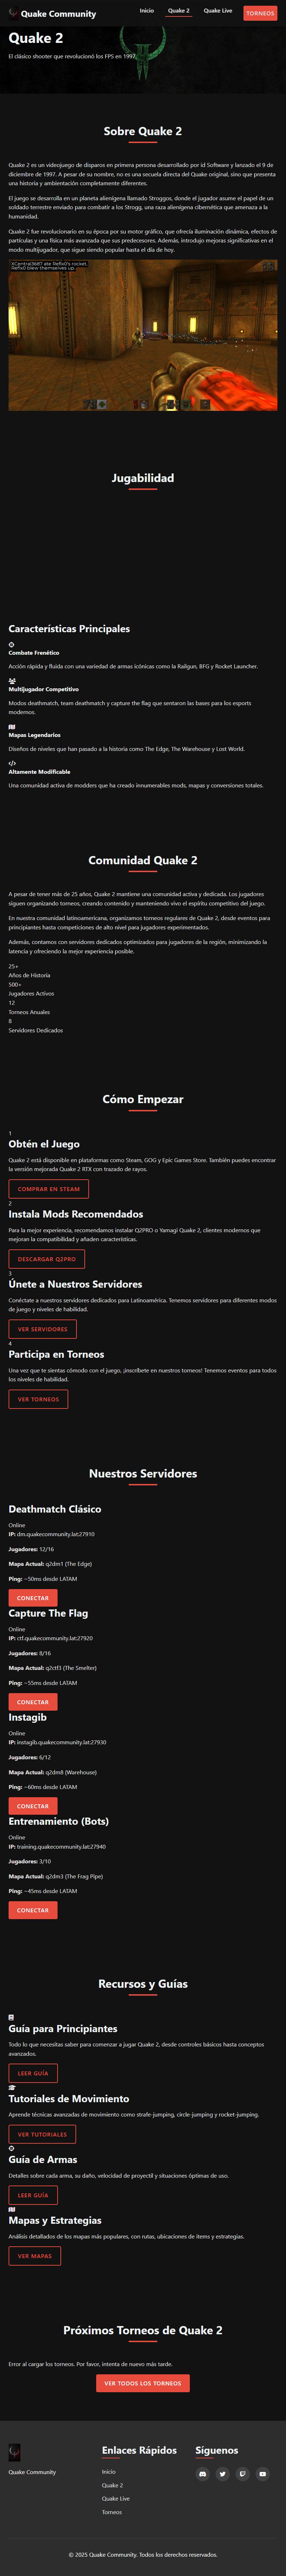 Quake Community
Inicio
Quake 2
Quake Live
TORNEOS
Quake 2
El clásico shooter que revolucionó los FPS en 1997.
Sobre Quake 2
Quake 2 es un videojuego de disparos en primera persona desarrollado por id Software y lanzado el 9 de
diciembre de 1997. A pesar de su nombre, no es una secuela directa del Quake original, sino que presenta
una historia y ambientación completamente diferentes.
El juego se desarrolla en un planeta alienígena llamado Stroggos, donde el jugador asume el papel de un
soldado terrestre enviado para combatir a los Strogg, una raza alienígena cibernética que amenaza a la
humanidad.
Quake 2 fue revolucionario en su época por su motor gráfico, que ofrecía iluminación dinámica, efectos de
partículas y una física más avanzada que sus predecesores. Además, introdujo mejoras significativas en el
modo multijugador, que sigue siendo popular hasta el día de hoy.
XCentral3687 ate Refix0's rocket.
Refix0 blew themselves up.
Jugabilidad
Características Principales
Combate Frenético
Acción rápida y fluida con una variedad de armas icónicas como la Railgun, BFG y Rocket Launcher.
Multijugador Competitivo
Modos deathmatch, team deathmatch y capture the flag que sentaron las bases para los esports
modernos.
Mapas Legendarios
Diseños de niveles que han pasado a la historia como The Edge, The Warehouse y Lost World.
Altamente Modificable
Una comunidad activa de modders que ha creado innumerables mods, mapas y conversiones totales.
Comunidad Quake 2
A pesar de tener más de 25 años, Quake 2 mantiene una comunidad activa y dedicada. Los jugadores
siguen organizando torneos, creando contenido y manteniendo vivo el espíritu competitivo del juego.
En nuestra comunidad latinoamericana, organizamos torneos regulares de Quake 2, desde eventos para
principiantes hasta competiciones de alto nivel para jugadores experimentados.
Además, contamos con servidores dedicados optimizados para jugadores de la región, minimizando la
latencia y ofreciendo la mejor experiencia posible.
25+
Años de Historia
500+
Jugadores Activos
12
Torneos Anuales
8
Servidores Dedicados
Cómo Empezar
1
Obtén el Juego
Quake 2 está disponible en plataformas como Steam, GOG y Epic Games Store. También puedes encontrar
la versión mejorada Quake 2 RTX con trazado de rayos.
COMPRAR EN STEAM
2
Instala Mods Recomendados
Para la mejor experiencia, recomendamos instalar Q2PRO o Yamagi Quake 2, clientes modernos que
mejoran la compatibilidad y añaden características.
DESCARGAR Q2PRO
3
Únete a Nuestros Servidores
Conéctate a nuestros servidores dedicados para Latinoamérica. Tenemos servidores para diferentes modos
de juego y niveles de habilidad.
VER SERVIDORES
4
Participa en Torneos
Una vez que te sientas cómodo con el juego, ¡inscríbete en nuestros torneos! Tenemos eventos para todos
los niveles de habilidad.
VER TORNEOS
Nuestros Servidores
Deathmatch Clásico
Online
IP: dm.quakecommunity.lat:27910
Jugadores: 12/16
Mapa Actual: q2dm1 (The Edge)
Ping: ~50ms desde LATAM
CONECTAR
Capture The Flag
Online
IP: ctf.quakecommunity.lat:27920
Jugadores: 8/16
Mapa Actual: q2ctf3 (The Smelter)
Ping: ~55ms desde LATAM
CONECTAR
Instagib
Online
IP: instagib.quakecommunity.lat:27930
Jugadores: 6/12
Mapa Actual: q2dm8 (Warehouse)
Ping: ~60ms desde LATAM
CONECTAR
Entrenamiento (Bots)
Online
IP: training.quakecommunity.lat:27940
Jugadores: 3/10
Mapa Actual: q2dm3 (The Frag Pipe)
Ping: ~45ms desde LATAM
CONECTAR
Recursos y Guías
Guía para Principiantes
Todo lo que necesitas saber para comenzar a jugar Quake 2, desde controles básicos hasta conceptos
avanzados.
LEER GUÍA
Tutoriales de Movimiento
Aprende técnicas avanzadas de movimiento como strafe-jumping, circle-jumping y rocket-jumping.
VER TUTORIALES
Guía de Armas
Detalles sobre cada arma, su daño, velocidad de proyectil y situaciones óptimas de uso.
LEER GUÍA
Mapas y Estrategias
Análisis detallados de los mapas más populares, con rutas, ubicaciones de ítems y estrategias.
VER MAPAS
Próximos Torneos de Quake 2
Error al cargar los torneos. Por favor, intenta de nuevo más tarde.
VER TODOS LOS TORNEOS
Quake Community
Enlaces Rápidos
Inicio
Quake 2
Quake Live
Torneos
Síguenos
© 2025 Quake Community. Todos los derechos reservados.